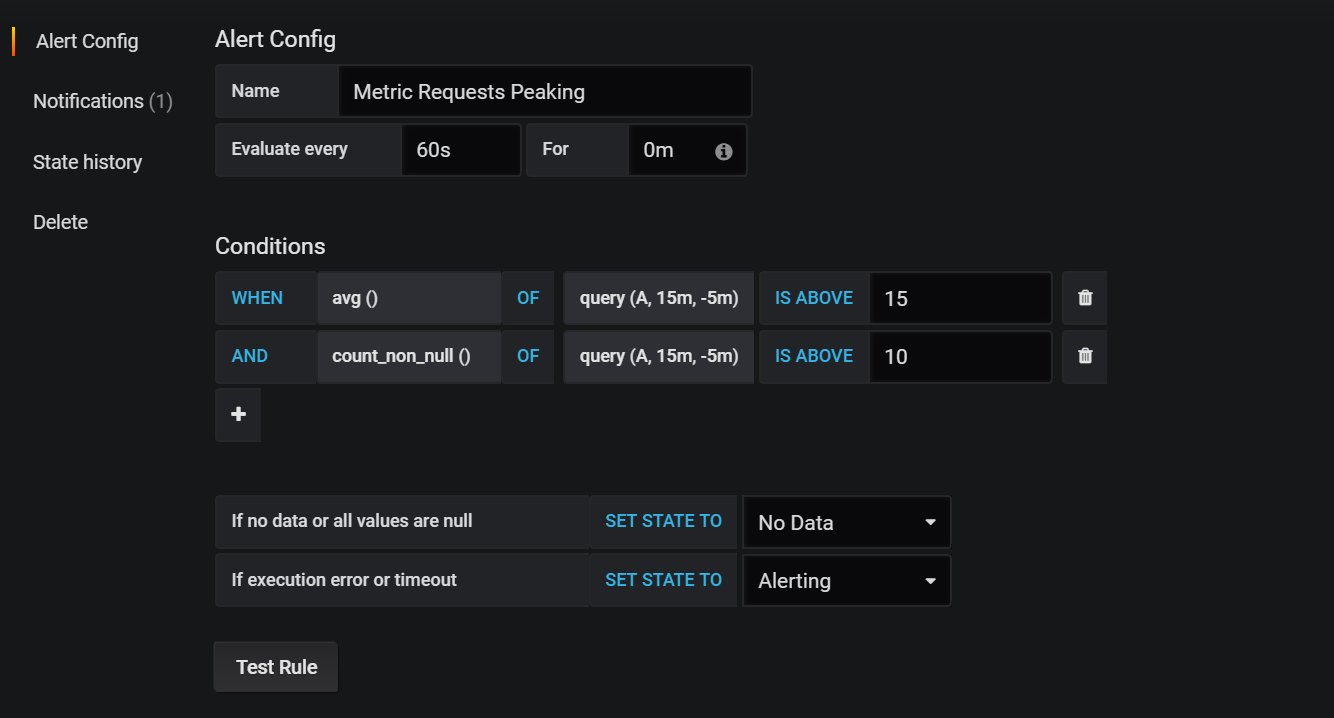 Alert Config
Notifications (1)
State history
Delete
Alert Config
Name Metric Requests Peaking
Evaluate every 60s For 0m
Conditions
WHEN avg () OF query (A, 15m, -5m) IS ABOVE 15
AND count_non_null () OF query (A, 15m, -5m) IS ABOVE 10
If no data or all values are null SET STATE TO No Data
If execution error or timeout SET STATE TO Alerting
Test Rule